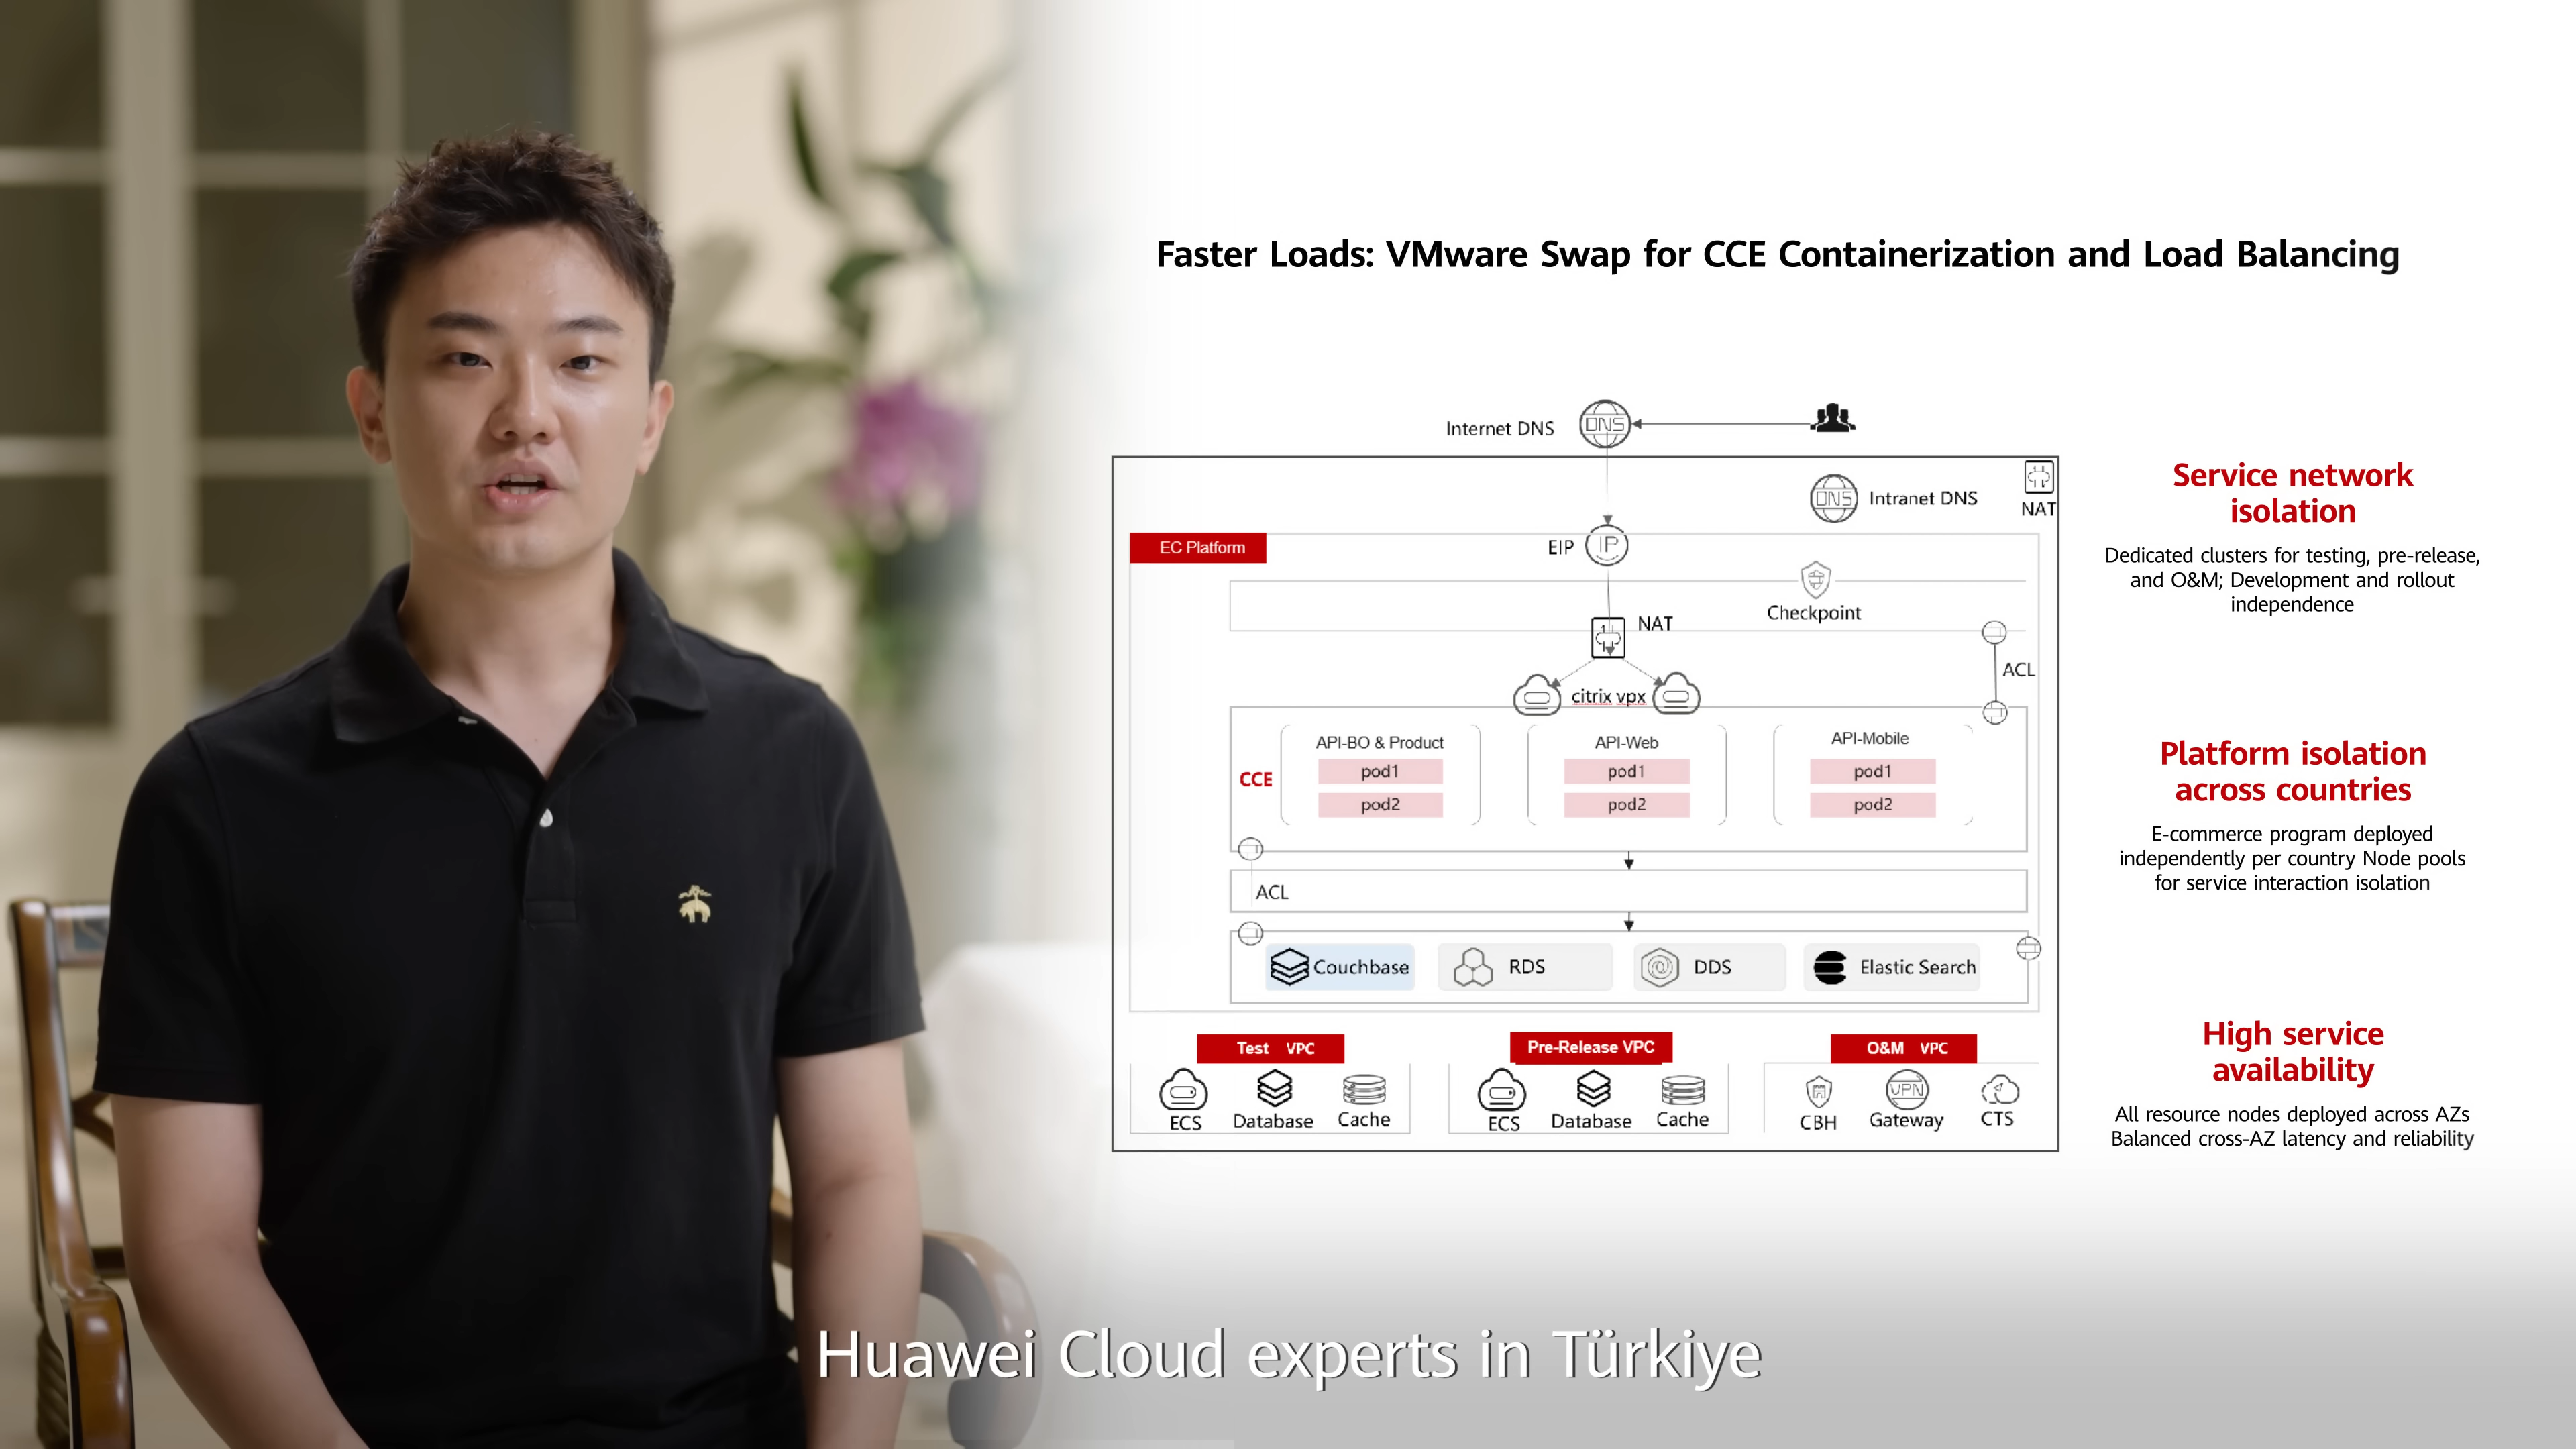 Faster Loads: VMware Swap for CCE Containerization and Load Balancing
Internet DNS
DNS
DNS
Intranet DNS
NAT
EC Platform
EIP
IP
Checkpoint
NAT
ACL
citrix vpx
CCE
API-BO & Product
pod1
pod2
API-Web
pod1
pod2
API-Mobile
pod1
pod2
ACL
Couchbase
RDS
DDS
Elastic Search
Test VPC
ECS
Database
Cache
Pre-Release VPC
ECS
Database
Cache
O&M VPC
CBH
VPN
Gateway
CTS
Service network
isolation
Dedicated clusters for testing, pre-release,
and O&M; Development and rollout
independence
Platform isolation
across countries
E-commerce program deployed
independently per country Node pools
for service interaction isolation
High service
availability
All resource nodes deployed across AZs
Balanced cross-AZ latency and reliability
Huawei Cloud experts in Türkiye